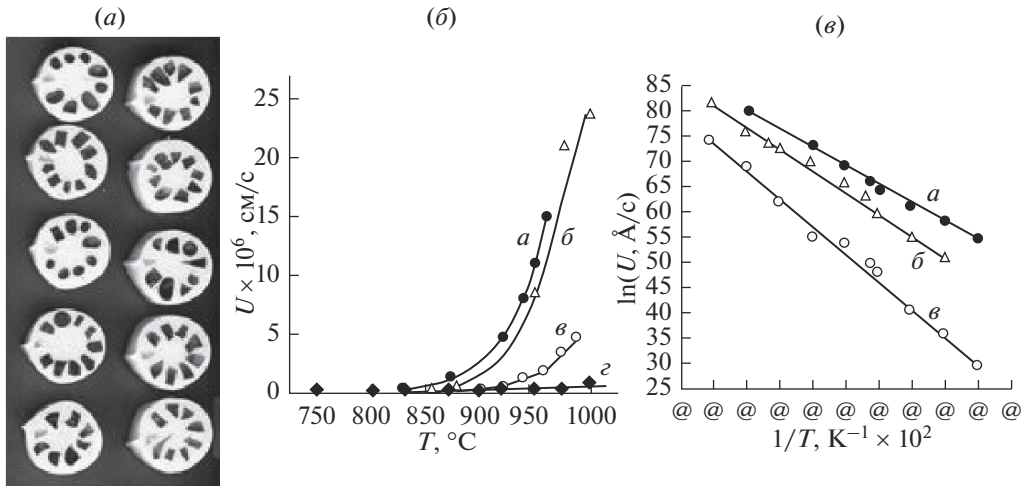 (а) (б) (в)
25
20
15
10
5
0
U × 10⁶, см/с
а
б
в
г
750 800 850 900 950 1000
T, °C
85
80
75
70
65
60
55
50
45
40
35
30
25
ln(U, Å/c)
а
б
в
@ @ @ @ @ @ @ @ @ @
1/T, K⁻¹ × 10²